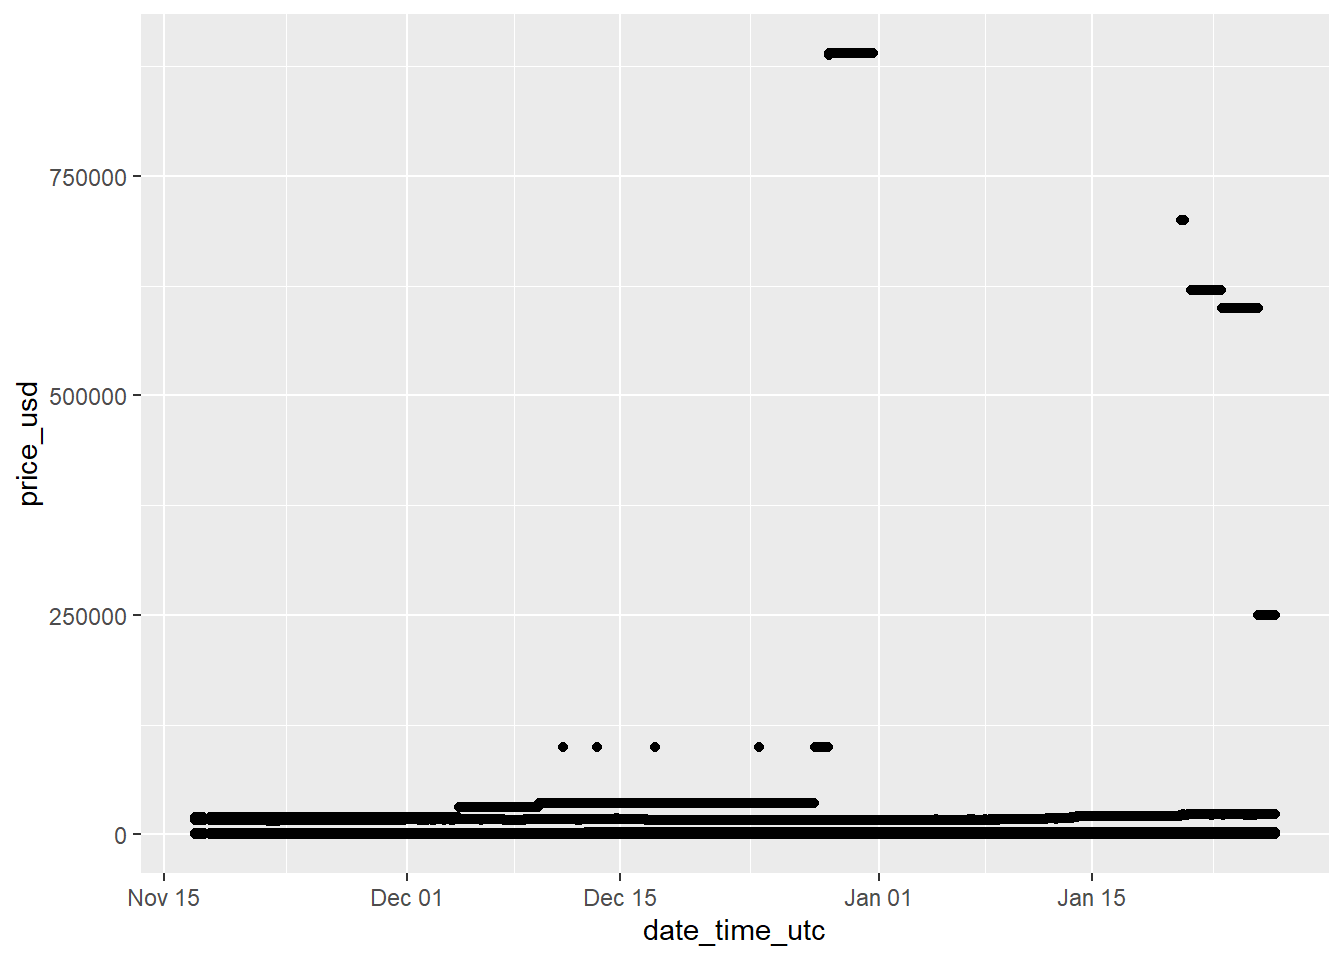 price_usd
750000
500000
250000
0
Nov 15
Dec 01
Dec 15
Jan 01
Jan 15
date_time_utc